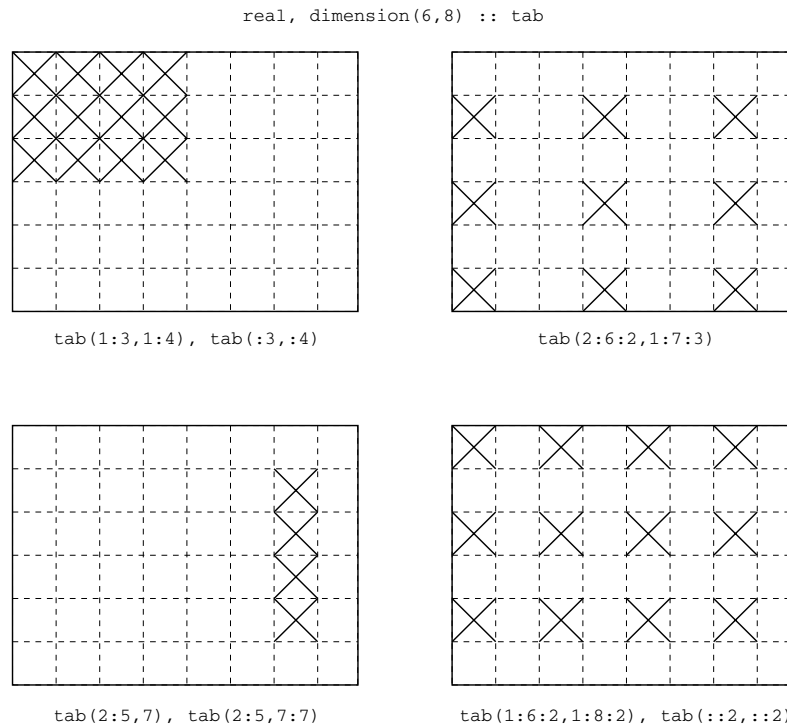 real, dimension(6,8) :: tab
tab(1:3,1:4), tab(:3,:4)
tab(2:6:2,1:7:3)
tab(2:5,7), tab(2:5,7:7)
tab(1:6:2,1:8:2), tab(::2,::2)